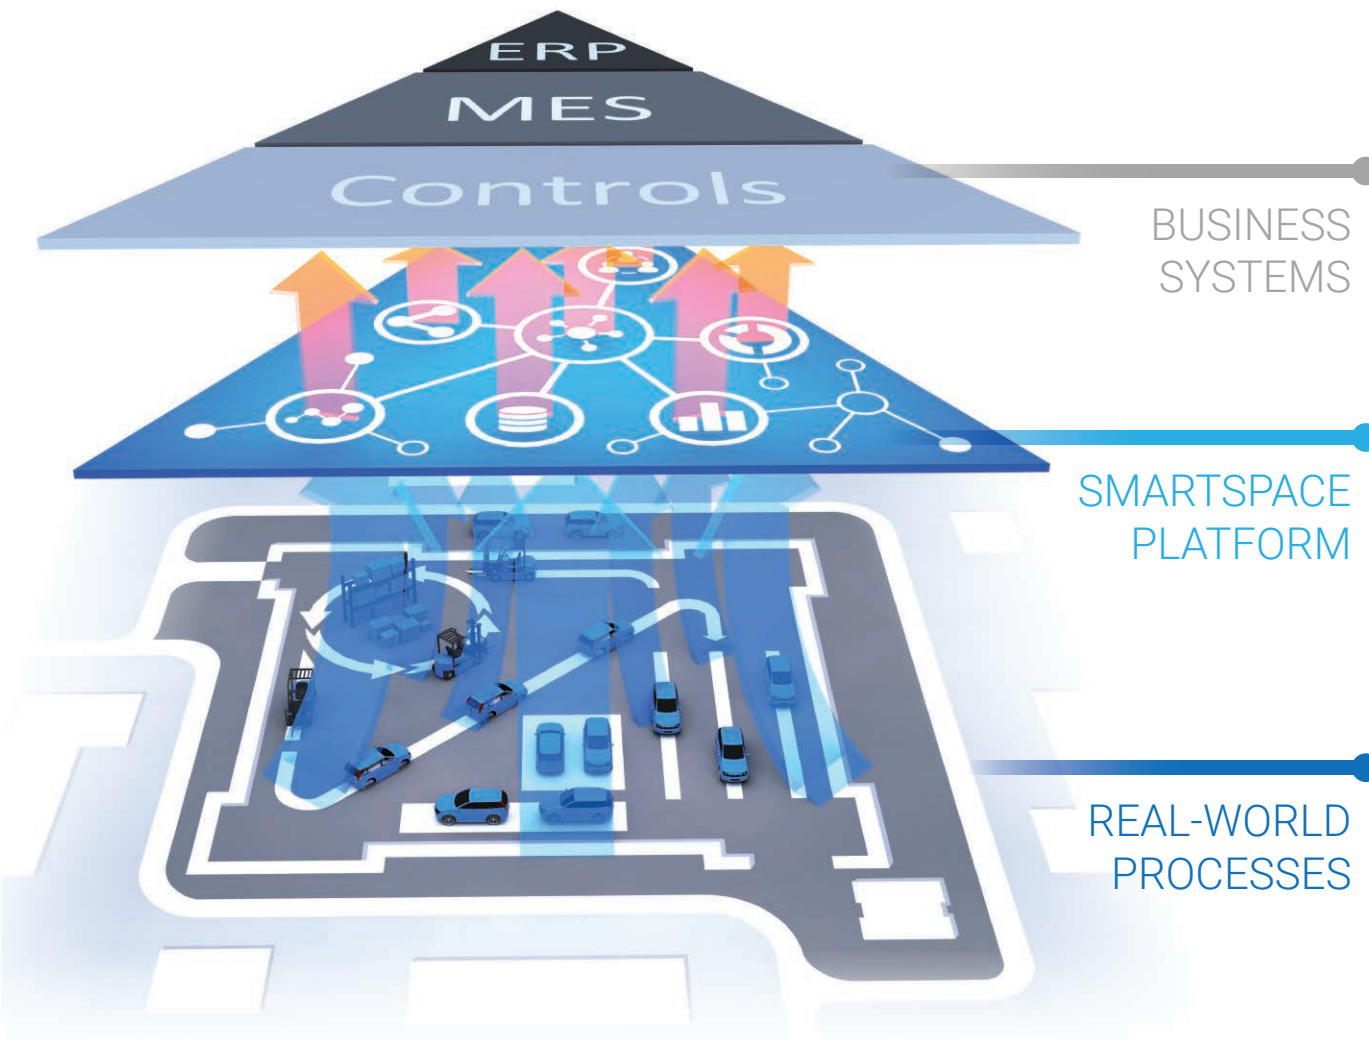 ERP
MES
Controls
BUSINESS
SYSTEMS
SMARTSPACE
PLATFORM
REAL-WORLD
PROCESSES